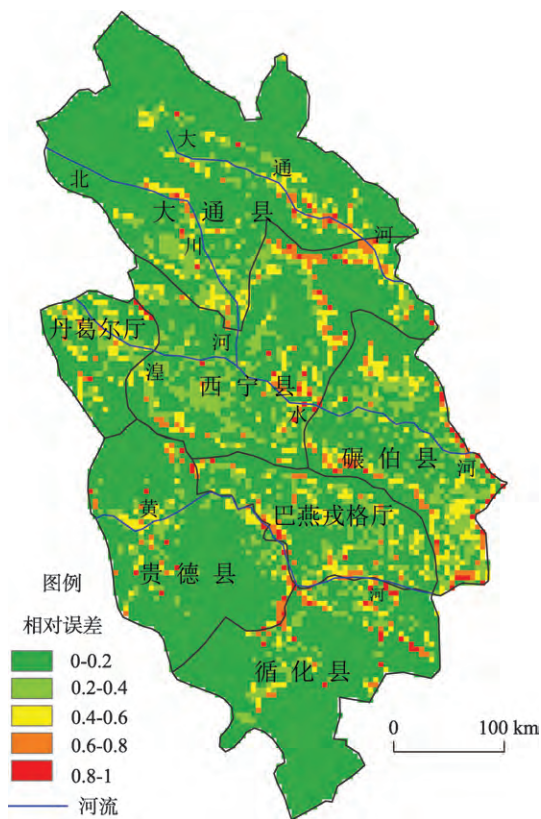 大
通
河
北
川
河
大通县
丹葛尔厅
湟
水
河
西宁县
碾伯县
巴燕戎格厅
黄
河
贵德县
循化县
图例
相对误差
0-0.2
0.2-0.4
0.4-0.6
0.6-0.8
0.8-1
河流
0 100 km